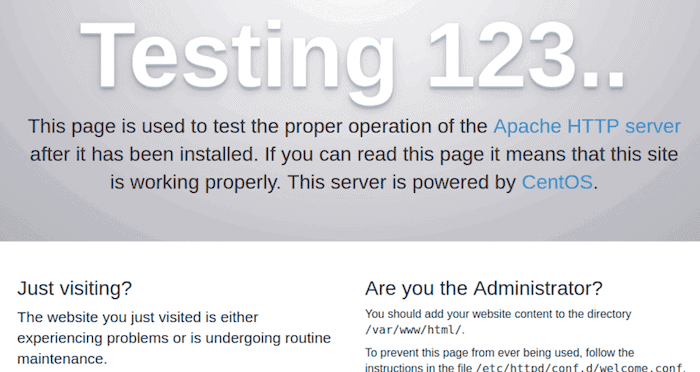 Testing 123..
This page is used to test the proper operation of the Apache HTTP server
after it has been installed. If you can read this page it means that this site
is working properly. This server is powered by CentOS.
Just visiting?
The website you just visited is either
experiencing problems or is undergoing routine
maintenance.
Are you the Administrator?
You should add your website content to the directory
/var/www/html/.
To prevent this page from ever being used, follow the
instructions in the file /etc/httpd/conf.d/welcome.conf.